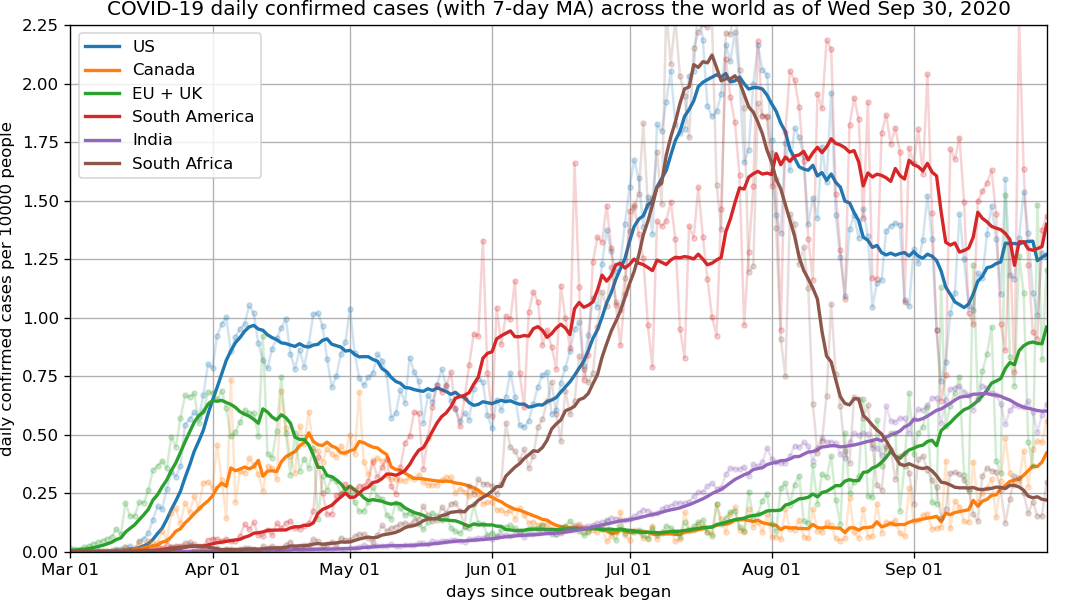 COVID-19 daily confirmed cases (with 7-day MA) across the world as of Wed Sep 30, 2020
daily confirmed cases per 10000 people
2.25
2.00
1.75
1.50
1.25
1.00
0.75
0.50
0.25
0.00
US
Canada
EU + UK
South America
India
South Africa
Mar 01
Apr 01
May 01
Jun 01
Jul 01
Aug 01
Sep 01
days since outbreak began